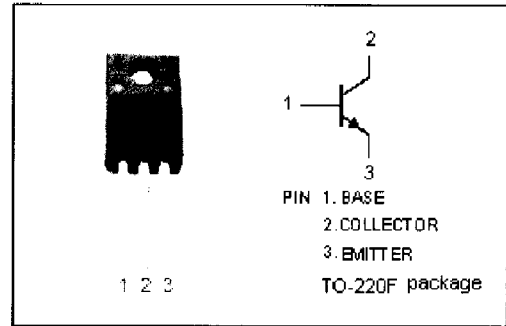 2
1
3
PIN 1. BASE
2. COLLECTOR
3. EMITTER
1 2 3
TO-220F package